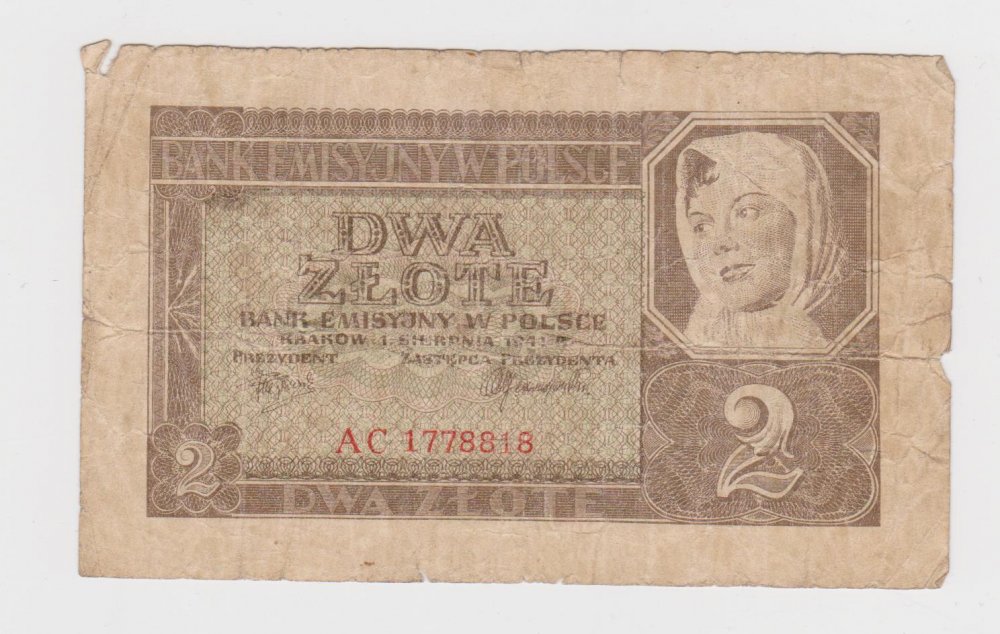 BANK EMISYJNY W POLSCE
DWA
ZŁOTE
BANK EMISYJNY W POLSCE
KRAKÓW 1. SIERPNIA 1941 R.
PREZYDENT ZASTĘPCA PREZYDENTA
AC 1778818
2
2
DWA ZŁOTE